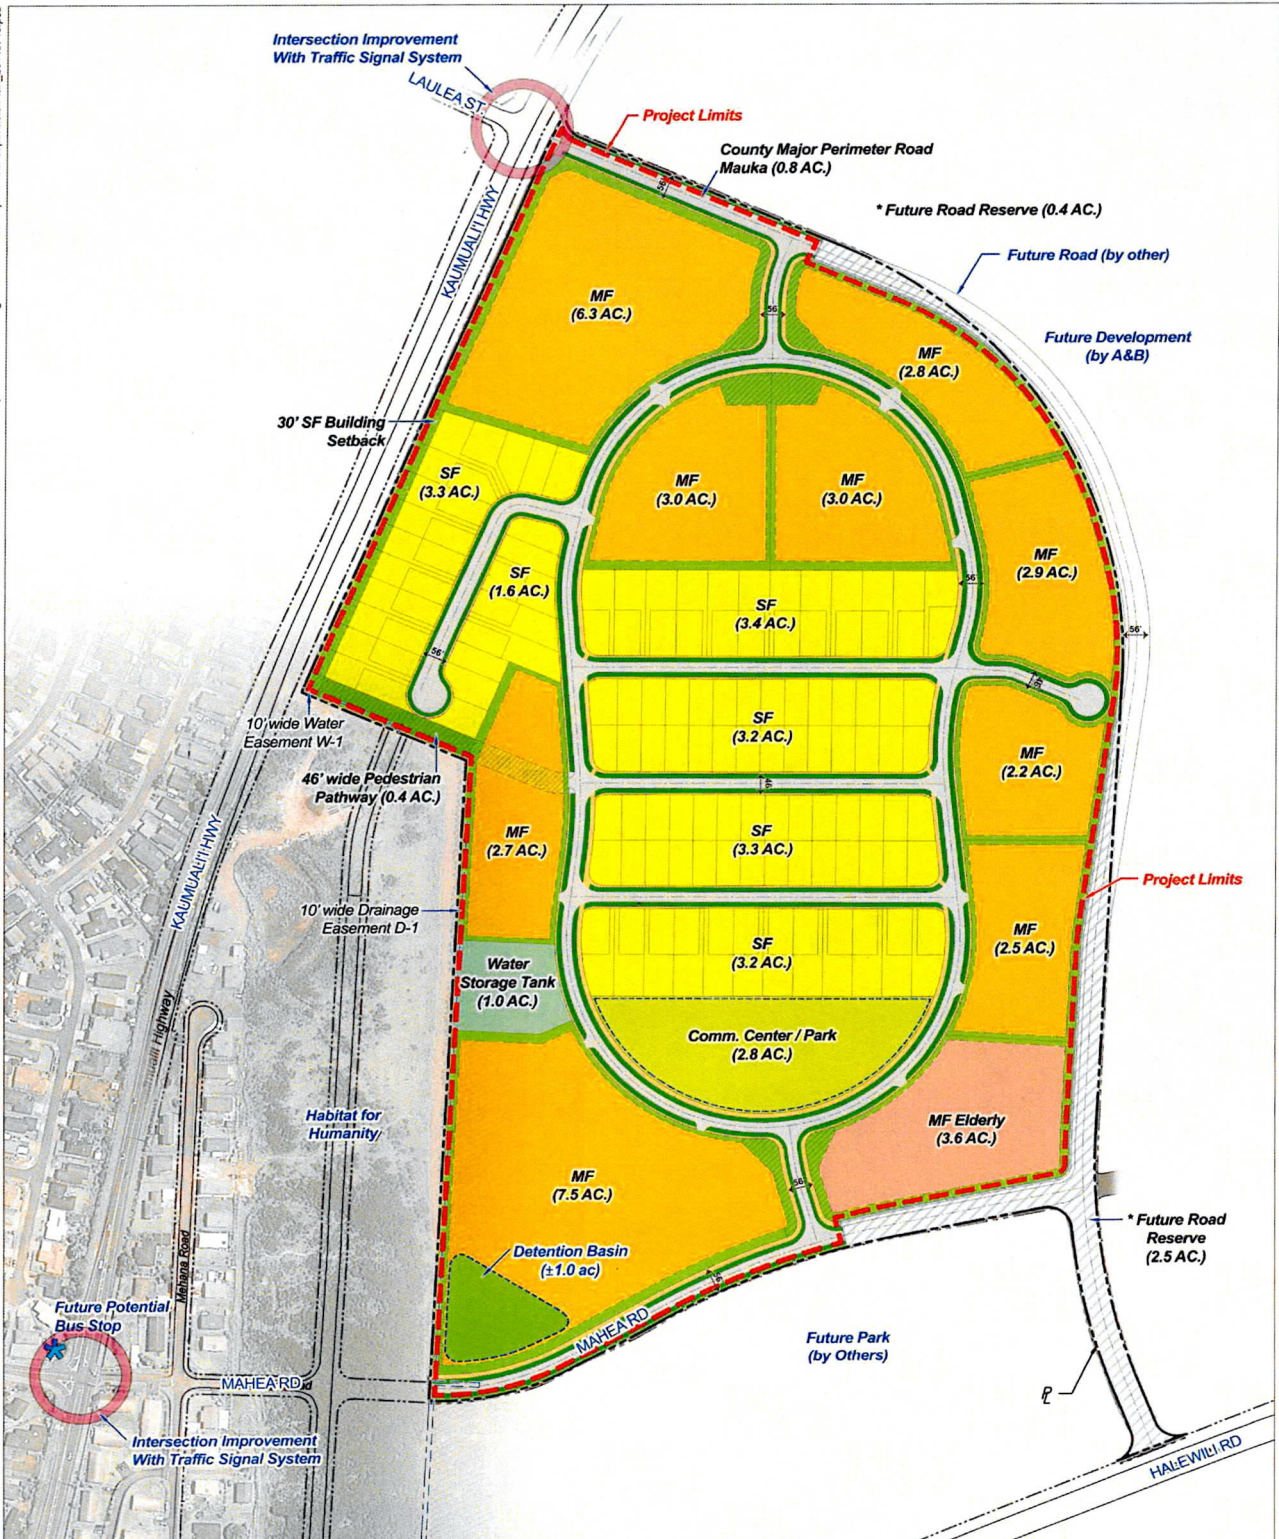 Intersection Improvement
With Traffic Signal System
LAULEA ST
Project Limits
County Major Perimeter Road
Mauka (0.8 AC.)
56'
* Future Road Reserve (0.4 AC.)
KAUMUALI'I HWY
Future Road (by other)
MF
(6.3 AC.)
56'
Future Development
(by A&B)
MF
(2.8 AC.)
30' SF Building
Setback
SF
(3.3 AC.)
MF
(3.0 AC.)
MF
(3.0 AC.)
MF
(2.9 AC.)
SF
(1.6 AC.)
56'
SF
(3.4 AC.)
56'
56'
46'
10' wide Water
Easement W-1
SF
(3.2 AC.)
46' wide Pedestrian
Pathway (0.4 AC.)
MF
(2.2 AC.)
46'
KAUMUALI'I HWY
MF
(2.7 AC.)
SF
(3.3 AC.)
Project Limits
10' wide Drainage
Easement D-1
MF
(2.5 AC.)
SF
(3.2 AC.)
Water
Storage Tank
(1.0 AC.)
Highway
Comm. Center / Park
(2.8 AC.)
Habitat for
Humanity
MF Elderly
(3.6 AC.)
MF
(7.5 AC.)
56'
* Future Road
Reserve
(2.5 AC.)
Mehana Road
Detention Basin
(±1.0 ac)
56'
Future Potential
Bus Stop
MAHEA RD
Future Park
(by Others)
MAHEA RD
PL
Intersection Improvement
With Traffic Signal System
HALEWILI RD